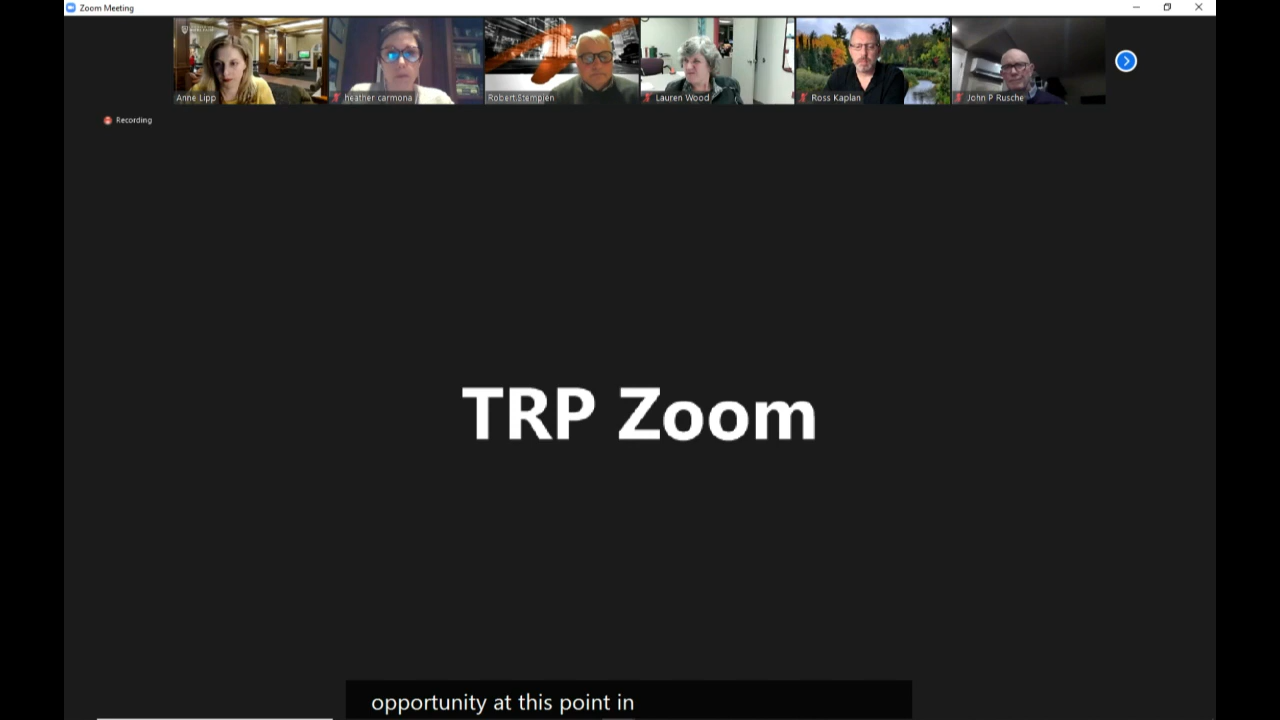 Zoom Meeting
Anne Lipp
heather carmona
Robert Stempien
Lauren Wood
Ross Kaplan
John P Rusche
Recording
TRP Zoom
opportunity at this point in